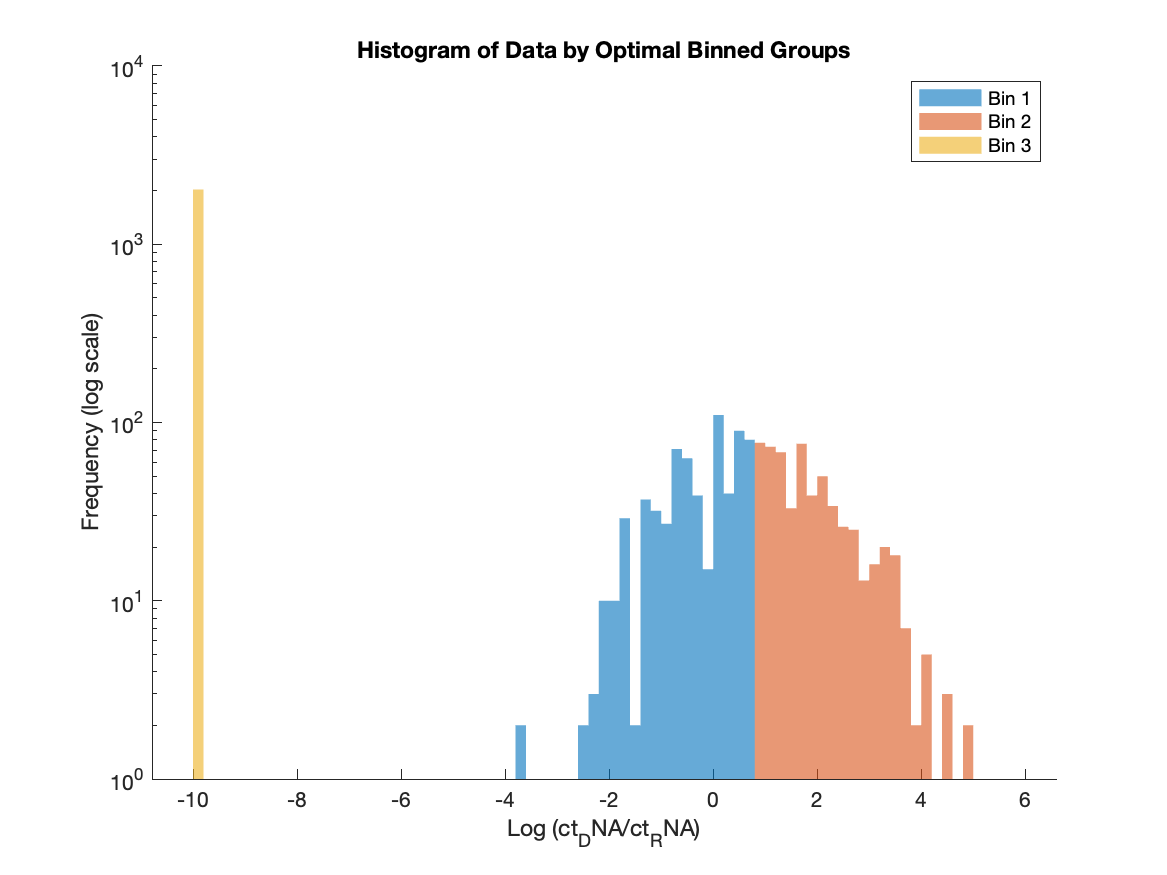 Histogram of Data by Optimal Binned Groups
10^4
10^3
10^2
10^1
10^0
Frequency (log scale)
Bin 1
Bin 2
Bin 3
-10 -8 -6 -4 -2 0 2 4 6
Log (ct_DNA/ct_RNA)